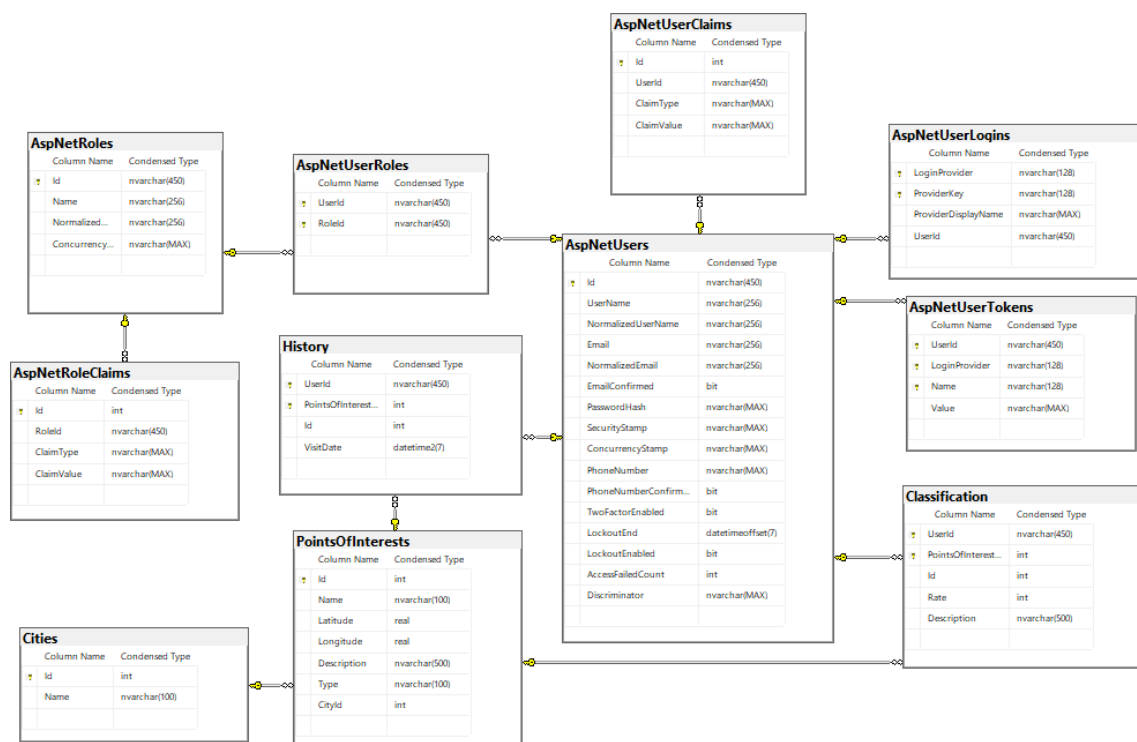 AspNetUserClaims
Column Name Condensed Type
Id int
UserId nvarchar(450)
ClaimType nvarchar(MAX)
ClaimValue nvarchar(MAX)
AspNetRoles
Column Name Condensed Type
Id nvarchar(450)
Name nvarchar(256)
Normalized... nvarchar(256)
Concurrency... nvarchar(MAX)
AspNetUserRoles
Column Name Condensed Type
UserId nvarchar(450)
RoleId nvarchar(450)
AspNetUserLogins
Column Name Condensed Type
LoginProvider nvarchar(128)
ProviderKey nvarchar(128)
ProviderDisplayName nvarchar(MAX)
UserId nvarchar(450)
AspNetUsers
Column Name Condensed Type
Id nvarchar(450)
UserName nvarchar(256)
NormalizedUserName nvarchar(256)
Email nvarchar(256)
NormalizedEmail nvarchar(256)
EmailConfirmed bit
PasswordHash nvarchar(MAX)
SecurityStamp nvarchar(MAX)
ConcurrencyStamp nvarchar(MAX)
PhoneNumber nvarchar(MAX)
PhoneNumberConfirm... bit
TwoFactorEnabled bit
LockoutEnd datetimeoffset(7)
LockoutEnabled bit
AccessFailedCount int
Discriminator nvarchar(MAX)
AspNetUserTokens
Column Name Condensed Type
UserId nvarchar(450)
LoginProvider nvarchar(128)
Name nvarchar(128)
Value nvarchar(MAX)
History
Column Name Condensed Type
UserId nvarchar(450)
PointsOfInterest... int
Id int
VisitDate datetime2(7)
AspNetRoleClaims
Column Name Condensed Type
Id int
RoleId nvarchar(450)
ClaimType nvarchar(MAX)
ClaimValue nvarchar(MAX)
Classification
Column Name Condensed Type
UserId nvarchar(450)
PointsOfInterest... int
Id int
Rate int
Description nvarchar(500)
PointsOfInterests
Column Name Condensed Type
Id int
Name nvarchar(100)
Latitude real
Longitude real
Description nvarchar(500)
Type nvarchar(100)
CityId int
Cities
Column Name Condensed Type
Id int
Name nvarchar(100)